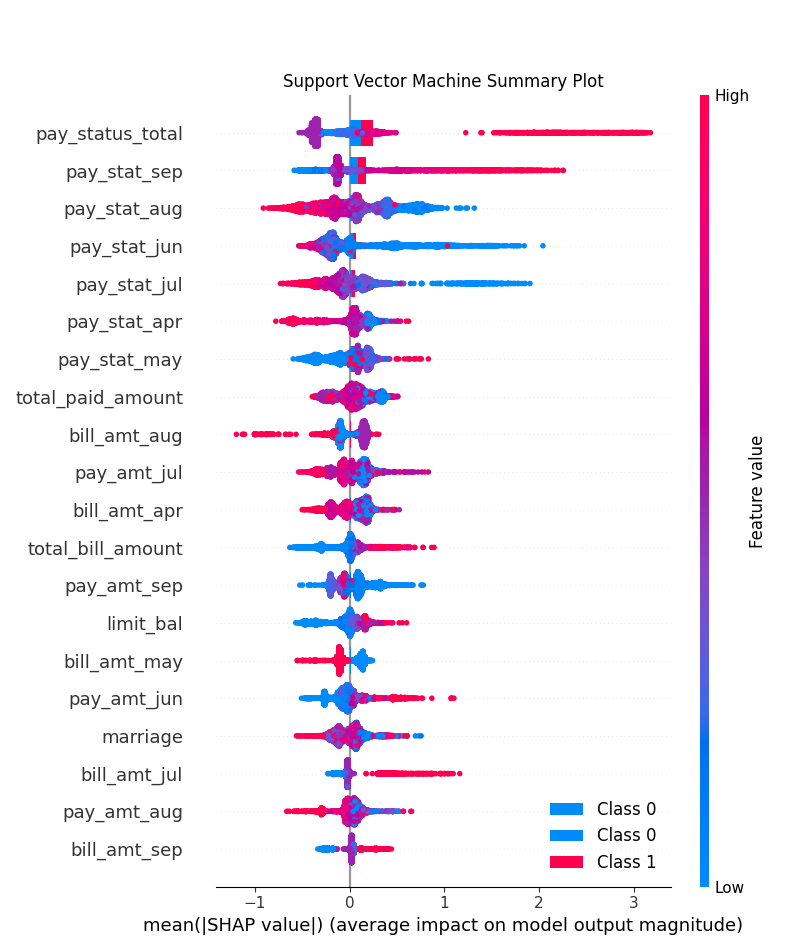 Support Vector Machine Summary Plot
High
pay_status_total
pay_stat_sep
pay_stat_aug
pay_stat_jun
pay_stat_jul
pay_stat_apr
pay_stat_may
total_paid_amount
bill_amt_aug
pay_amt_jul
bill_amt_apr
total_bill_amount
pay_amt_sep
limit_bal
bill_amt_may
pay_amt_jun
marriage
bill_amt_jul
pay_amt_aug
bill_amt_sep
Feature value
Class 0
Class 0
Class 1
Low
−1 0 1 2 3
mean(|SHAP value|) (average impact on model output magnitude)